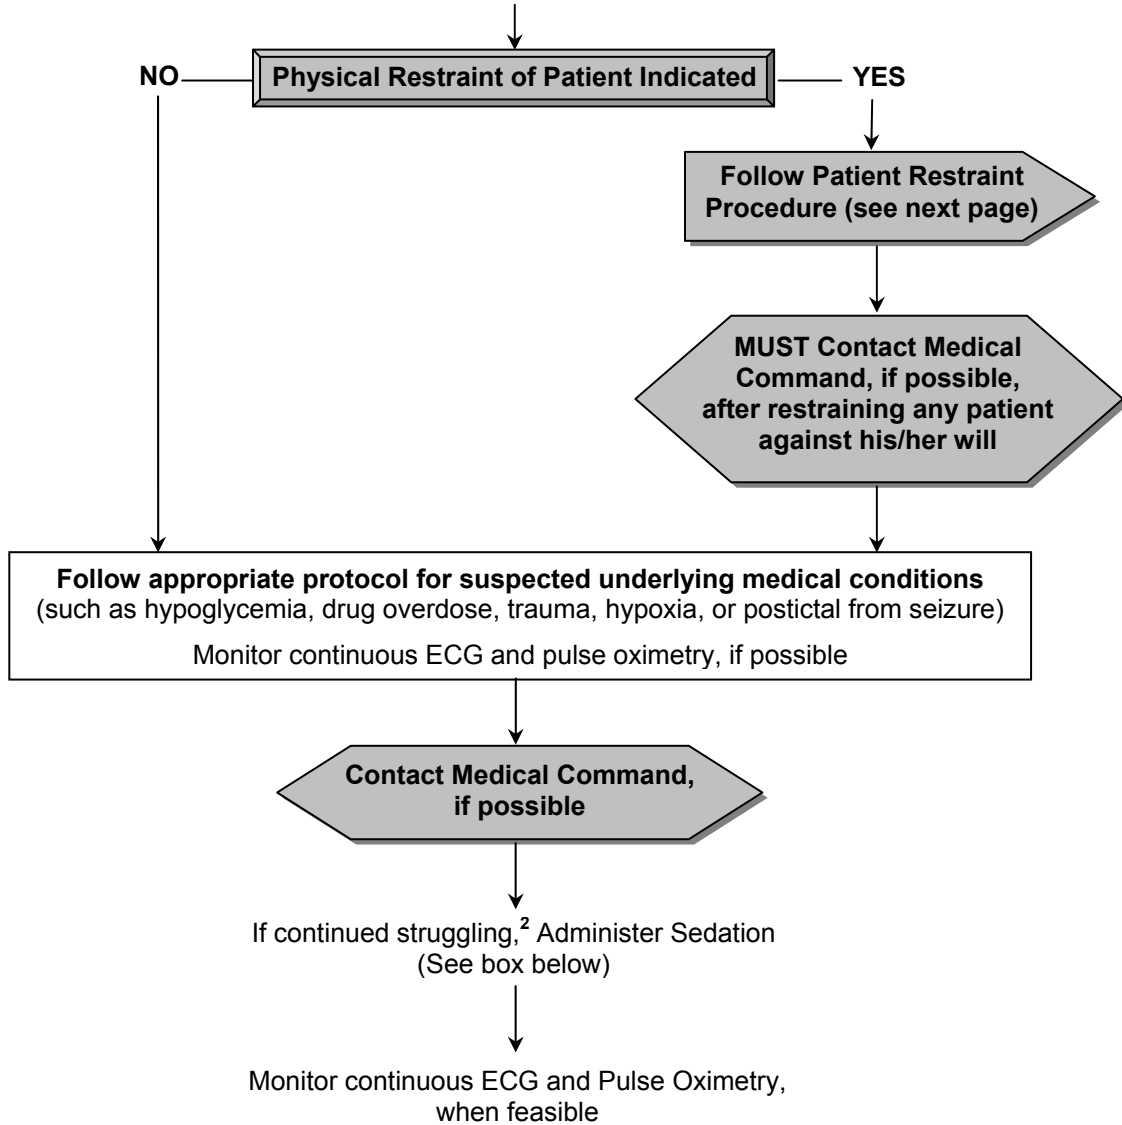 NO
Physical Restraint of Patient Indicated
YES
Follow Patient Restraint
Procedure (see next page)
MUST Contact Medical
Command, if possible,
after restraining any patient
against his/her will
Follow appropriate protocol for suspected underlying medical conditions
(such as hypoglycemia, drug overdose, trauma, hypoxia, or postictal from seizure)
Monitor continuous ECG and pulse oximetry, if possible
Contact Medical Command,
if possible
If continued struggling,² Administer Sedation
(See box below)
Monitor continuous ECG and Pulse Oximetry,
when feasible